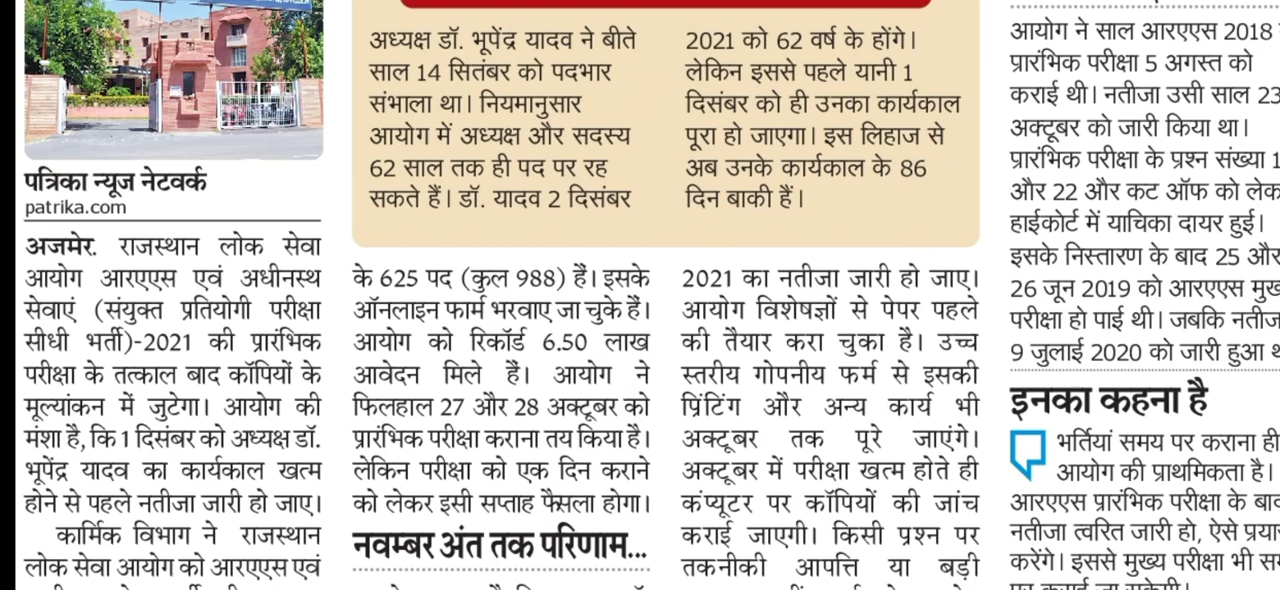 अध्यक्ष डॉ. भूपेंद्र यादव ने बीते
साल 14 सितंबर को पदभार
संभाला था। नियमानुसार
आयोग में अध्यक्ष और सदस्य
62 साल तक ही पद पर रह
सकते हैं। डॉ. यादव 2 दिसंबर
2021 को 62 वर्ष के होंगे।
लेकिन इससे पहले यानी 1
दिसंबर को ही उनका कार्यकाल
पूरा हो जाएगा। इस लिहाज से
अब उनके कार्यकाल के 86
दिन बाकी हैं।
पत्रिका न्यूज नेटवर्क
patrika.com
अजमेर. राजस्थान लोक सेवा
आयोग आरएएस एवं अधीनस्थ
सेवाएं (संयुक्त प्रतियोगी परीक्षा
सीधी भर्ती)-2021 की प्रारंभिक
परीक्षा के तत्काल बाद कॉपियों के
मूल्यांकन में जुटेगा। आयोग की
मंशा है, कि 1 दिसंबर को अध्यक्ष डॉ.
भूपेंद्र यादव का कार्यकाल खत्म
होने से पहले नतीजा जारी हो जाए।
कार्मिक विभाग ने राजस्थान
लोक सेवा आयोग को आरएएस एवं
के 625 पद (कुल 988) हैं। इसके
ऑनलाइन फार्म भरवाए जा चुके हैं।
आयोग को रिकॉर्ड 6.50 लाख
आवेदन मिले हैं। आयोग ने
फिलहाल 27 और 28 अक्टूबर को
प्रारंभिक परीक्षा कराना तय किया है।
लेकिन परीक्षा को एक दिन कराने
को लेकर इसी सप्ताह फैसला होगा।
नवम्बर अंत तक परिणाम...
2021 का नतीजा जारी हो जाए।
आयोग विशेषज्ञों से पेपर पहले
की तैयार करा चुका है। उच्च
स्तरीय गोपनीय फर्म से इसकी
प्रिंटिंग और अन्य कार्य भी
अक्टूबर तक पूरे जाएंगे।
अक्टूबर में परीक्षा खत्म होते ही
कंप्यूटर पर कॉपियों की जांच
कराई जाएगी। किसी प्रश्न पर
तकनीकी आपत्ति या बड़ी
आयोग ने साल आरएएस 2018
प्रारंभिक परीक्षा 5 अगस्त को
कराई थी। नतीजा उसी साल 23
अक्टूबर को जारी किया था।
प्रारंभिक परीक्षा के प्रश्न संख्या 1
और 22 और कट ऑफ को लेक
हाईकोर्ट में याचिका दायर हुई।
इसके निस्तारण के बाद 25 और
26 जून 2019 को आरएएस मुख
परीक्षा हो पाई थी। जबकि नतीज
9 जुलाई 2020 को जारी हुआ
इनका कहना है
भर्तियां समय पर कराना ही
आयोग की प्राथमिकता है।
आरएएस प्रारंभिक परीक्षा के बाद
नतीजा त्वरित जारी हो, ऐसे प्रया
करेंगे। इससे मुख्य परीक्षा भी सम